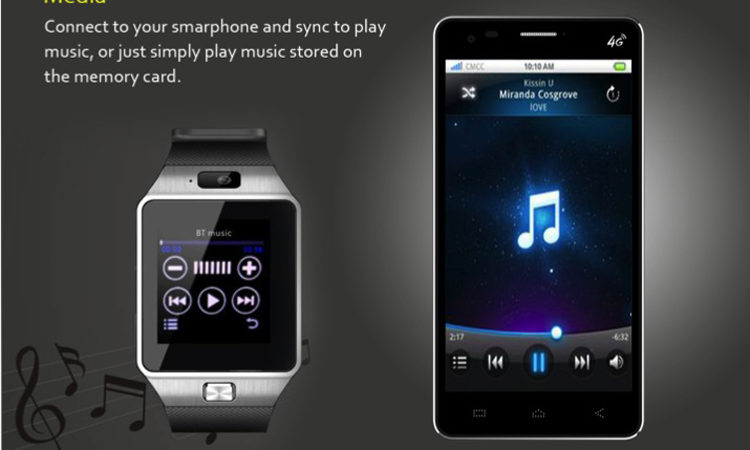 Media
Connect to your smarphone and sync to play
music, or just simply play music stored on
the memory card.
4G
CMCC 10:10 AM
Kissin U
Miranda Cosgrove
IOVE
BT music
2:17 -6:32